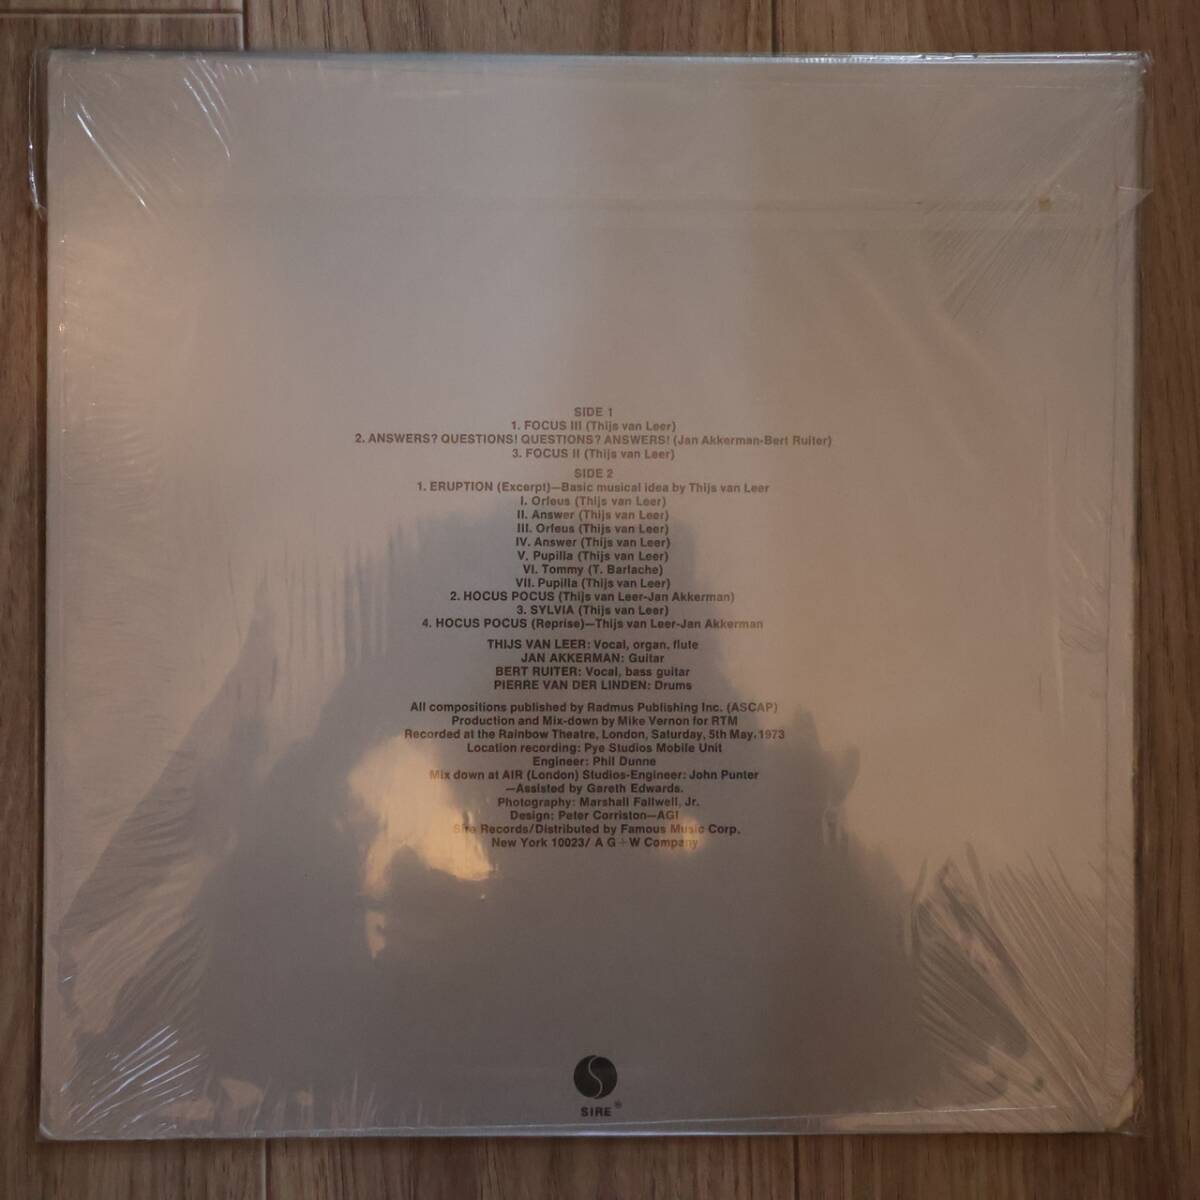 SIDE 1
1. FOCUS III (Thijs van Leer)
2. ANSWERS? QUESTIONS! QUESTIONS? ANSWERS! (Jan Akkerman-Bert Ruiter)
3. FOCUS II (Thijs van Leer)
SIDE 2
1. ERUPTION (Excerpt)—Basic musical idea by Thijs van Leer
I. Orfeus (Thijs van Leer)
II. Answer (Thijs van Leer)
III. Orfeus (Thijs van Leer)
IV. Answer (Thijs van Leer)
V. Pupilla (Thijs van Leer)
VI. Tommy (T. Barlache)
VII. Pupilla (Thijs van Leer)
2. HOCUS POCUS (Thijs van Leer-Jan Akkerman)
3. SYLVIA (Thijs van Leer)
4. HOCUS POCUS (Reprise)—Thijs van Leer-Jan Akkerman
THIJS VAN LEER: Vocal, organ, flute
JAN AKKERMAN: Guitar
BERT RUITER: Vocal, bass guitar
PIERRE VAN DER LINDEN: Drums
All compositions published by Radmus Publishing Inc. (ASCAP)
Production and Mix-down by Mike Vernon for RTM
Recorded at the Rainbow Theatre, London, Saturday, 5th May, 1973
Location recording: Pye Studios Mobile Unit
Engineer: Phil Dunne
Mix down at AIR (London) Studios-Engineer: John Punter
—Assisted by Gareth Edwards.
Photography: Marshall Fallwell, Jr.
Design: Peter Corriston—AGI
Sire Records/Distributed by Famous Music Corp.
New York 10023/ A G+W Company
SIRE®